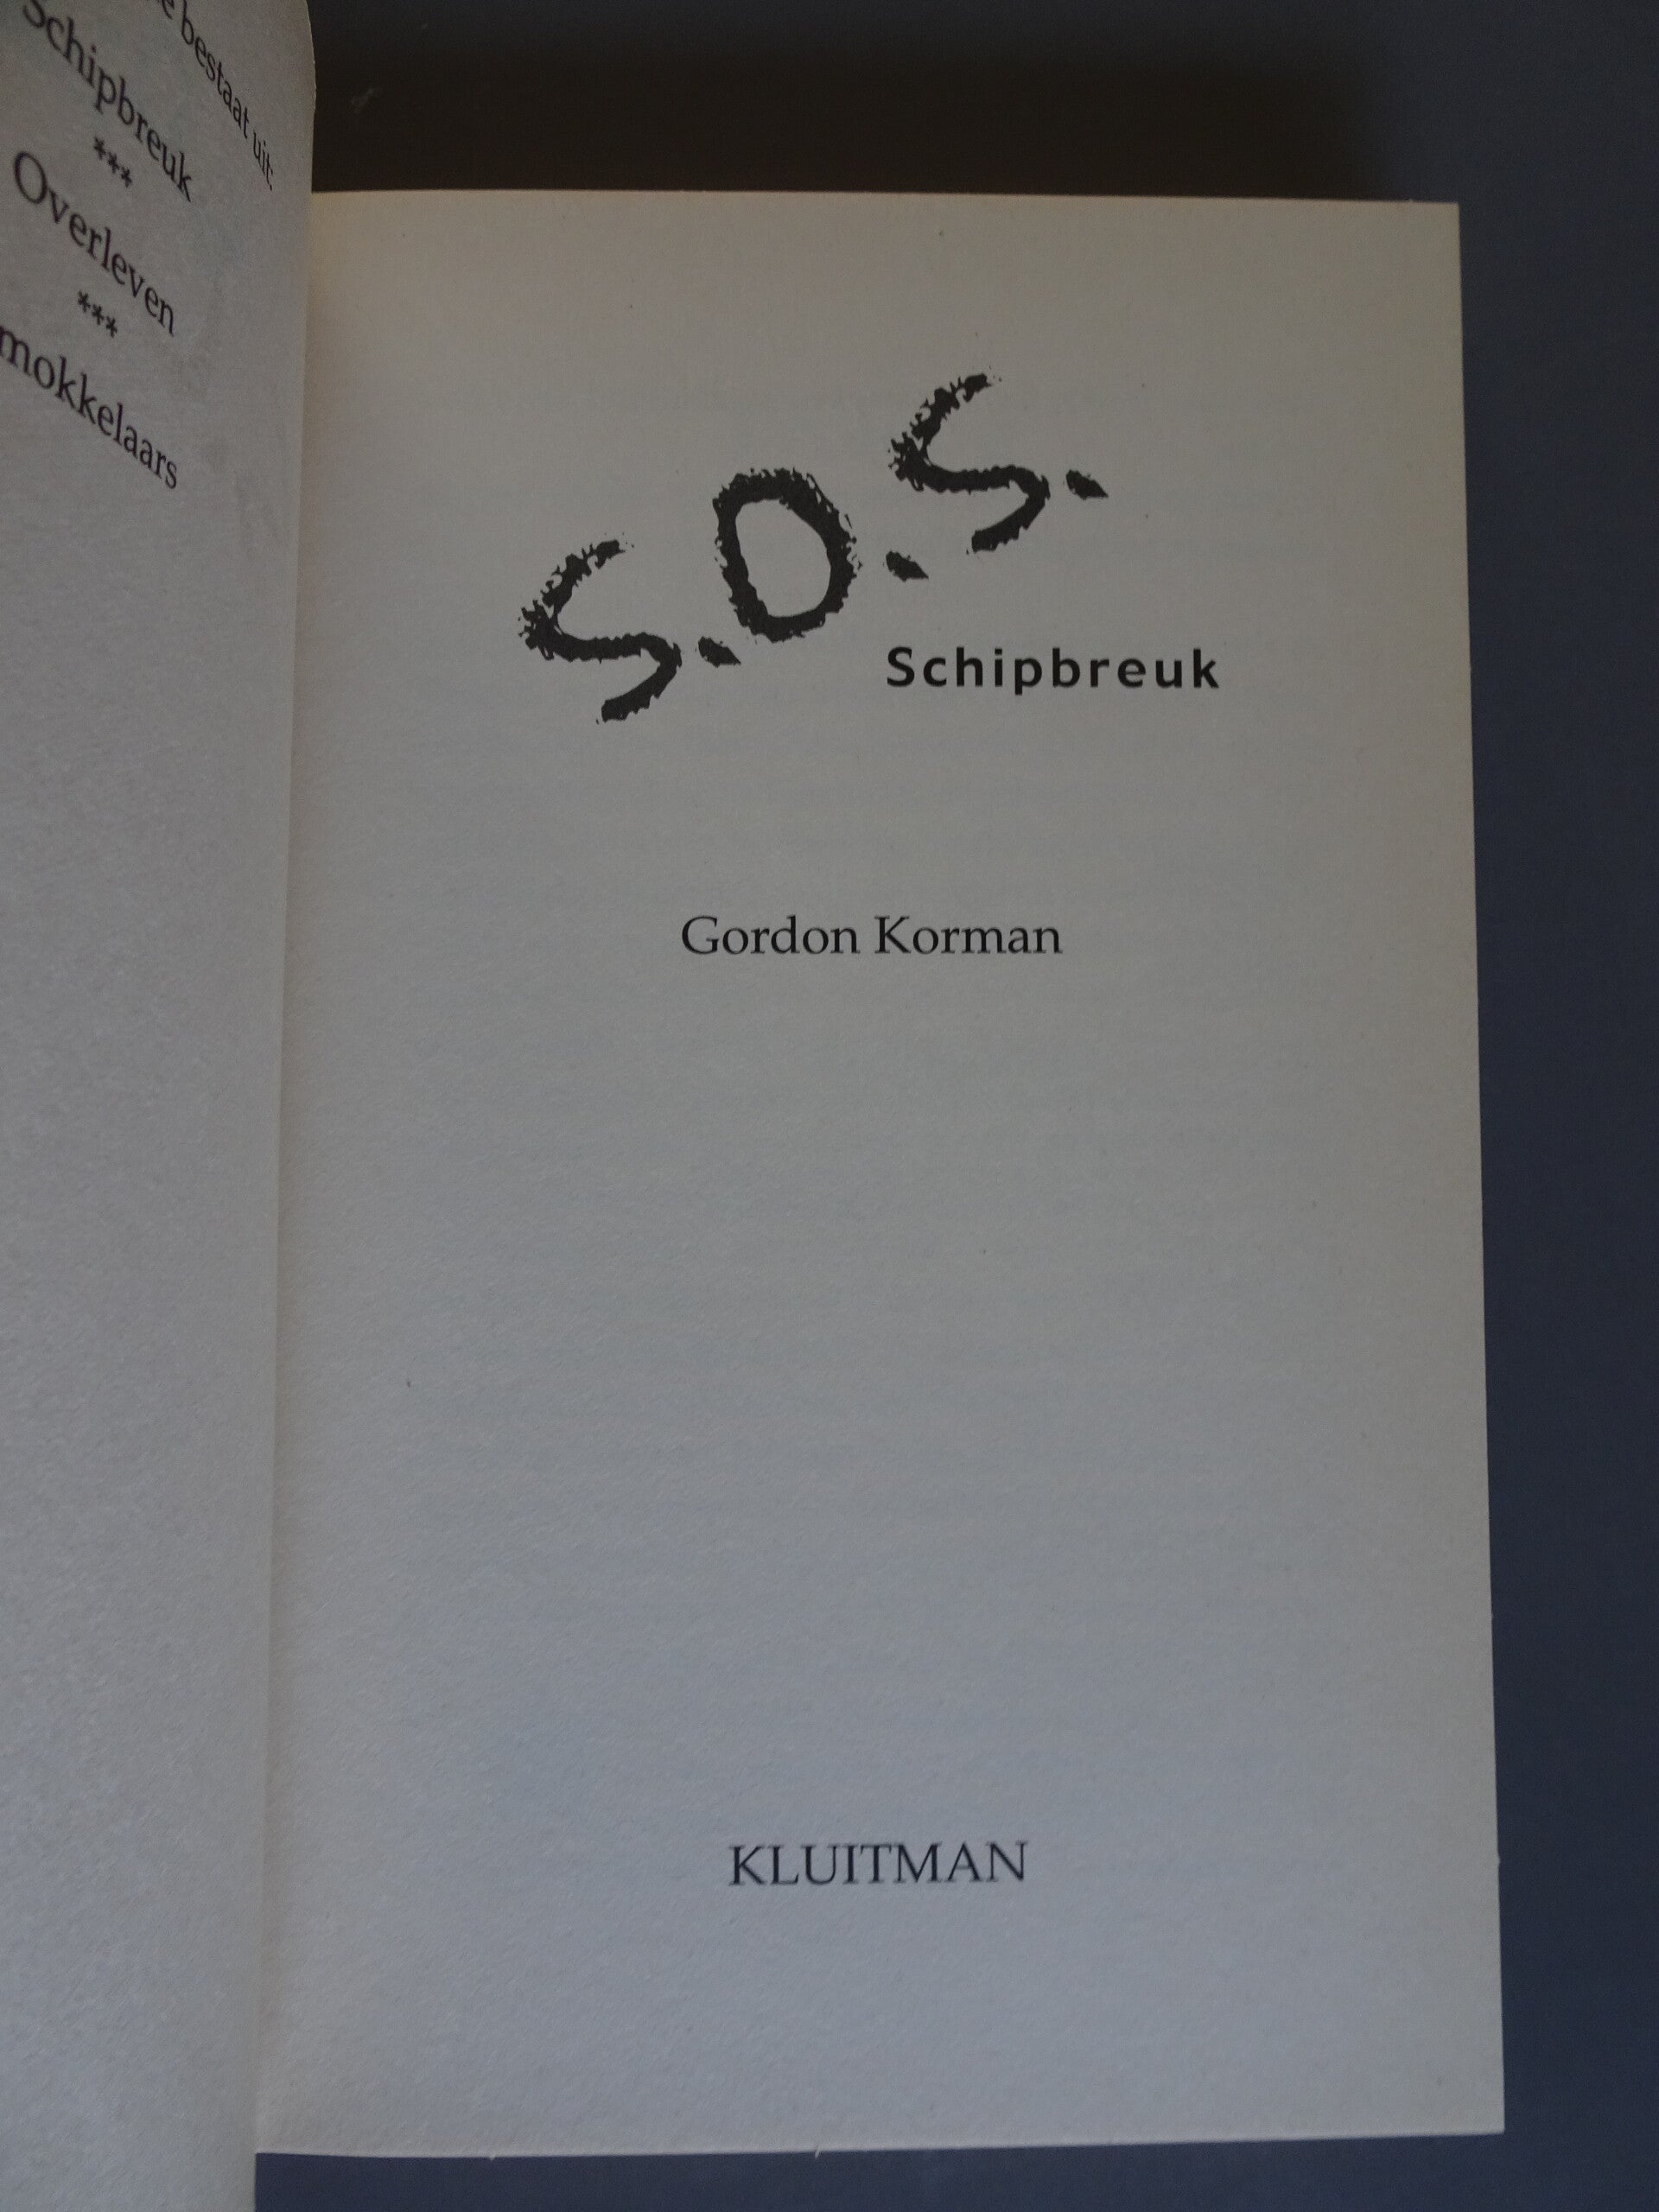 bestaat uit:
Schipbreuk
***
Overleven
***
mokkelaars
S.O.S.
Schipbreuk
Gordon Korman
KLUITMAN